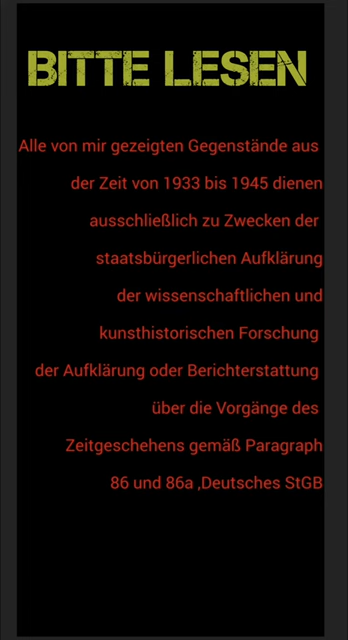 BITTE LESEN
Alle von mir gezeigten Gegenstände aus
der Zeit von 1933 bis 1945 dienen
ausschließlich zu Zwecken der
staatsbürgerlichen Aufklärung
der wissenschaftlichen und
kunsthistorischen Forschung
der Aufklärung oder Berichterstattung
über die Vorgänge des
Zeitgeschehens gemäß Paragraph
86 und 86a ,Deutsches StGB